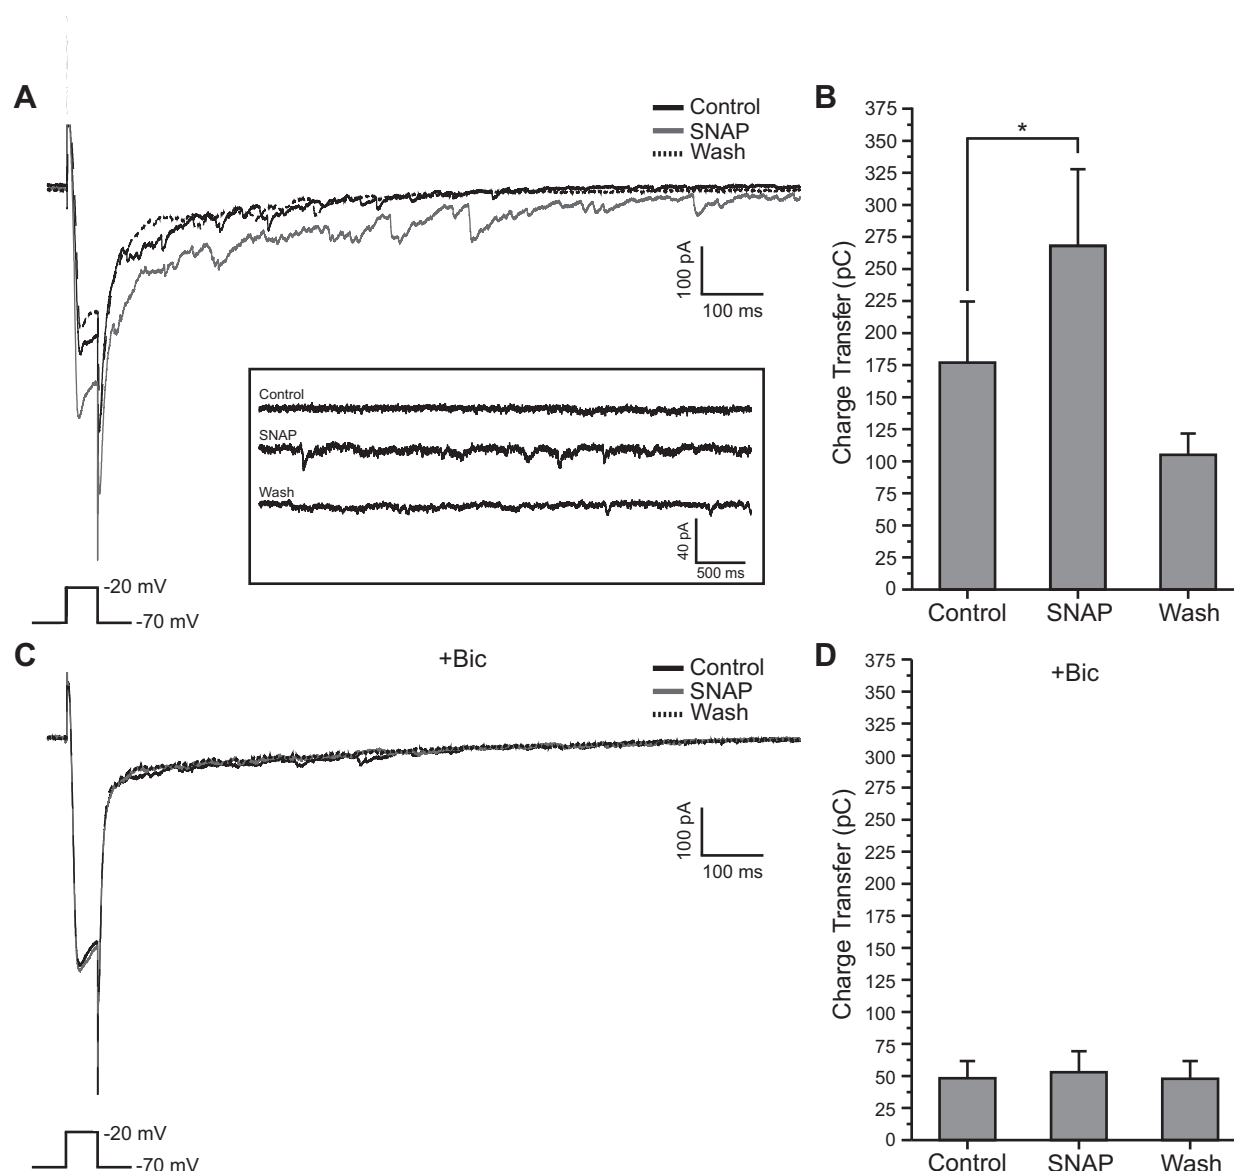 A
Control
SNAP
Wash
100 pA
100 ms
Control
SNAP
Wash
40 pA
500 ms
-20 mV
-70 mV
B
Charge Transfer (pC)
375
350
325
300
275
250
225
200
175
150
125
100
75
50
25
0
*
Control SNAP Wash
C
+Bic
Control
SNAP
Wash
100 pA
100 ms
-20 mV
-70 mV
D
+Bic
Charge Transfer (pC)
375
350
325
300
275
250
225
200
175
150
125
100
75
50
25
0
Control SNAP Wash